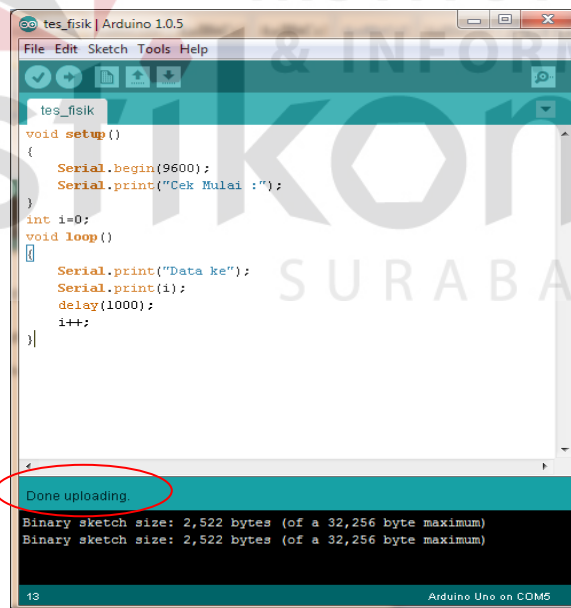 tes_fisik | Arduino 1.0.5
File Edit Sketch Tools Help
tes_fisik
void setup()
{
    Serial.begin(9600);
    Serial.print("Cek Mulai :");
}
int i=0;
void loop()
{
    Serial.print("Data ke");
    Serial.print(i);
    delay(1000);
    i++;
}
Done uploading.
Binary sketch size: 2,522 bytes (of a 32,256 byte maximum)
Binary sketch size: 2,522 bytes (of a 32,256 byte maximum)
13
Arduino Uno on COM5
& INFOR
stikom
SURABA